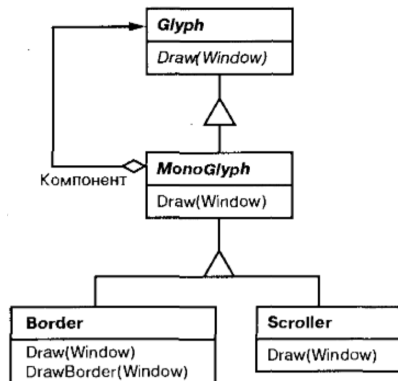 Glyph
Draw(Window)
Компонент
MonoGlyph
Draw(Window)
Border
Draw(Window)
DrawBorder(Window)
Scroller
Draw(Window)